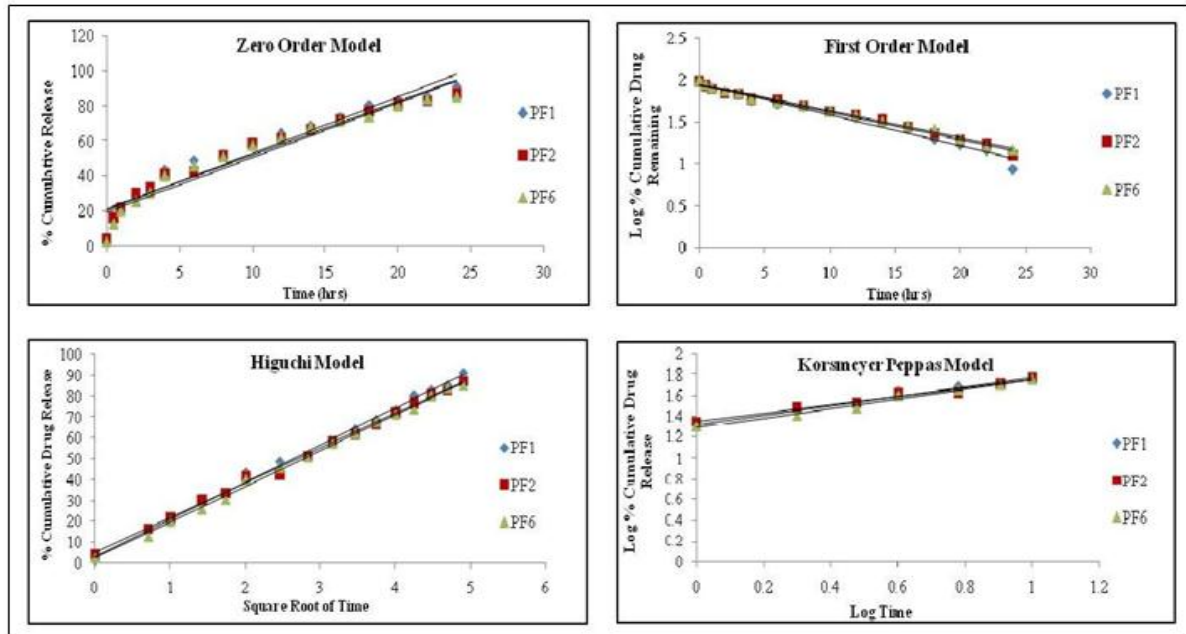 Zero Order Model
% Cumulative Release
120
100
80
60
40
20
0
0 5 10 15 20 25 30
Time (hrs)
PF1
PF2
PF6
First Order Model
Log % Cumulative Drug
Remaining
2.5
2
1.5
1
0.5
0
0 5 10 15 20 25 30
Time (hrs)
PF1
PF2
PF6
Higuchi Model
% Cumulative Drug Release
100
90
80
70
60
50
40
30
20
10
0
0 1 2 3 4 5 6
Square Root of Time
PF1
PF2
PF6
Korsmeyer Peppas Model
Log % Cumulative Drug
Release
2
1.8
1.6
1.4
1.2
1
0.8
0.6
0.4
0.2
0
0 0.2 0.4 0.6 0.8 1 1.2
Log Time
PF1
PF2
PF6